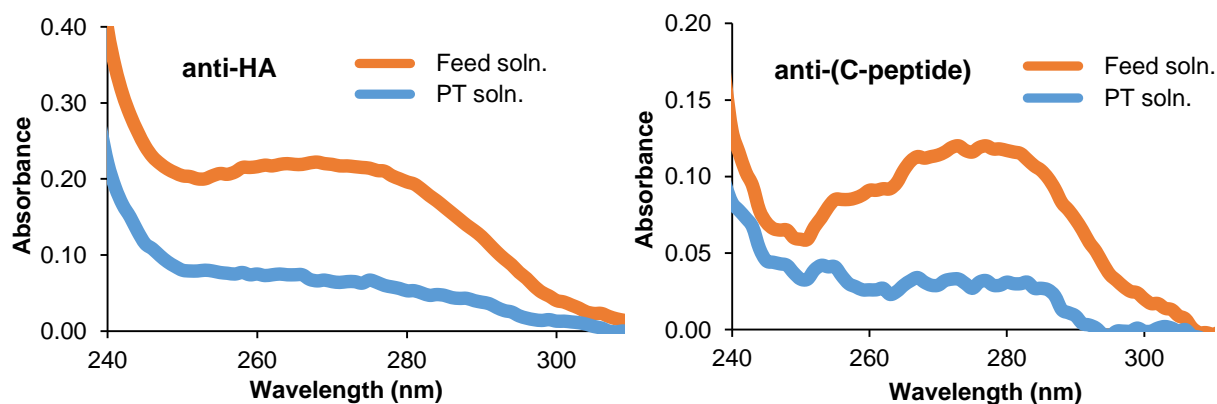 anti-HA
Feed soln.
PT soln.
Absorbance
0.40
0.30
0.20
0.10
0.00
240
260
280
300
Wavelength (nm)
anti-(C-peptide)
Feed soln.
PT soln.
Absorbance
0.20
0.15
0.10
0.05
0.00
240
260
280
300
Wavelength (nm)